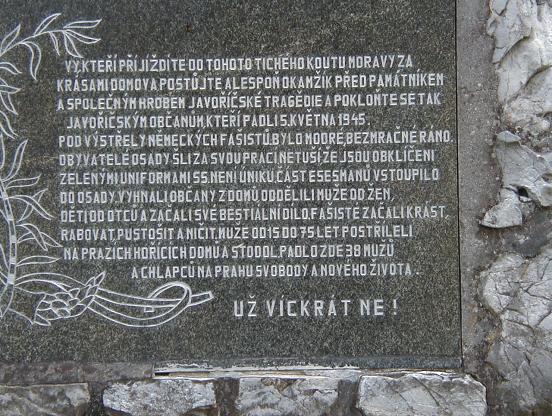 VY, KTEŘÍ PŘIJÍŽDÍTE DO TOHOTO TICHÉHO KOUTU MORAVY ZA
KRÁSAMI DOMOVA POSTŮJTE ALESPOŇ OKAMŽIK PŘED PAMÁTNÍKEM
A SPOLEČNÝM HROBEM JAVOŘÍČSKÉ TRAGÉDIE A POKLOŇTE SE TAK
JAVOŘÍČSKÝM OBČANŮM, KTEŘÍ PADLI 5. KVĚTNA 1945.
POD VÝSTŘELY NĚMECKÝCH FAŠISTŮ. BYLO MODRÉ, BEZMRAČNÉ RÁNO.
OBYVATELÉ OSADY ŠLI ZA SVOU PRACÍ NETUŠÍ ŽE JSOU OBKLÍČENI
ZELENÝMI UNIFORMAMI SS. NENÍ ÚNIKU. ČÁST ESESMANŮ VSTOUPILO
DO OSADY, VYHNALI OBČANY Z DOMŮ, ODDĚLILI MUŽE OD ŽEN,
DĚTI OD OTCŮ A ZAČALI SVÉ BESTIÁLNÍ DÍLO. FAŠISTÉ ZAČALI KRÁST,
RABOVAT, PUSTOŠIT A NIČIT. MUŽE OD 15 DO 75 LET POSTŘÍLELI
NA PRAZÍCH HOŘÍCÍCH DOMŮ A STODOL. PADLO ZDE 38 MUŽŮ
A CHLAPCŮ NA PRAHU SVOBODY A NOVÉHO ŽIVOTA.
UŽ VÍCKRÁT NE!